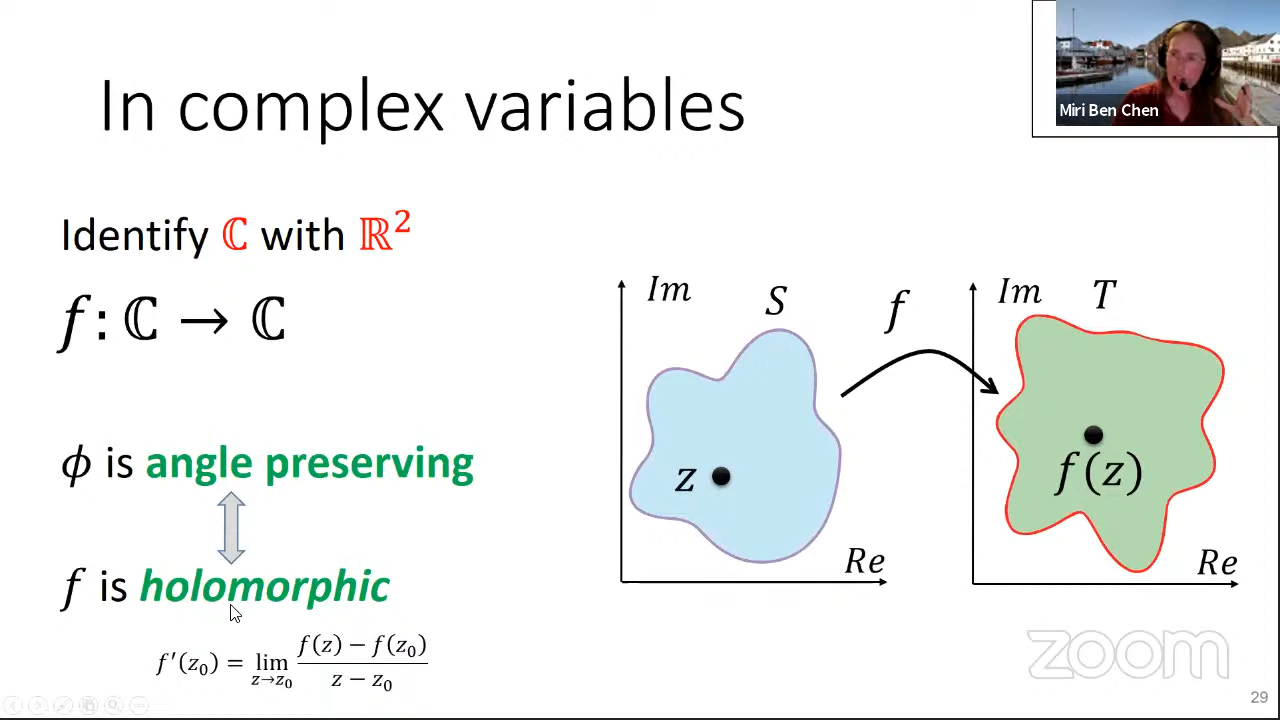 In complex variables
Miri Ben Chen
Identify ℂ with ℝ²
f: ℂ → ℂ
Im
S
f
Im
T
z
f(z)
Re
Re
ϕ is angle preserving
f is holomorphic
f′(z₀) = lim_{z→z₀} (f(z) − f(z₀)) / (z − z₀)
zoom
29